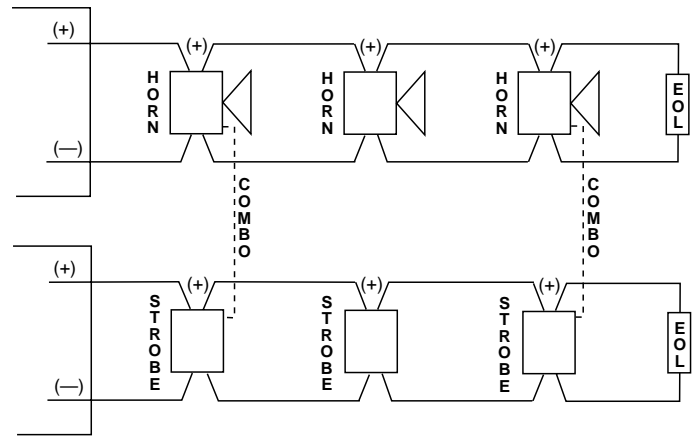 (+)
(+)
(+)
(+)
HORN
HORN
HORN
EOL
(—)
COMBO
COMBO
(+)
(+)
(+)
(+)
STROBE
STROBE
STROBE
EOL
(—)